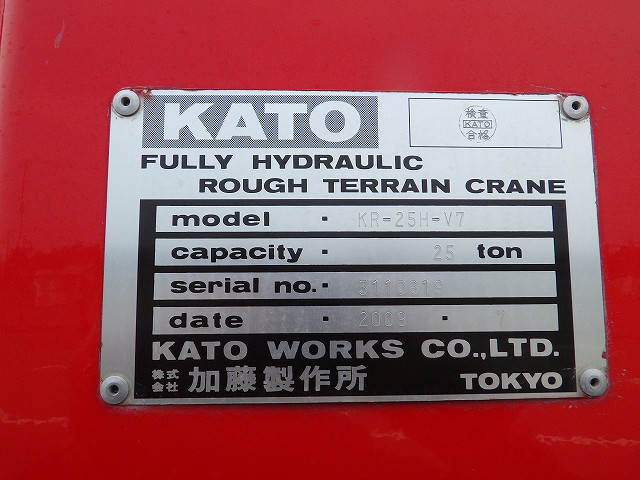 KATO
検査
KATO
合格
FULLY HYDRAULIC
ROUGH TERRAIN CRANE
model · KR-25H-V7
capacity · 25 ton
serial no. ·
date · 2009 · 7
KATO WORKS CO.,LTD.
株式会社 加藤製作所 TOKYO